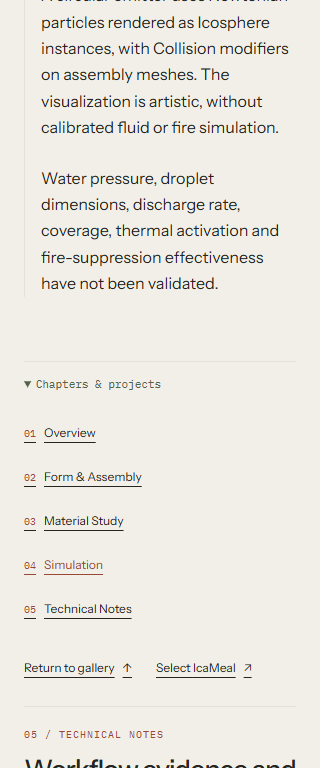 particles rendered as Icosphere
instances, with Collision modifiers
on assembly meshes. The
visualization is artistic, without
calibrated fluid or fire simulation.
Water pressure, droplet
dimensions, discharge rate,
coverage, thermal activation and
fire-suppression effectiveness
have not been validated.
▼ Chapters & projects
01 Overview
02 Form & Assembly
03 Material Study
04 Simulation
05 Technical Notes
Return to gallery ↑ Select IcaMeal ↗
05 / TECHNICAL NOTES
Workflow evidence and